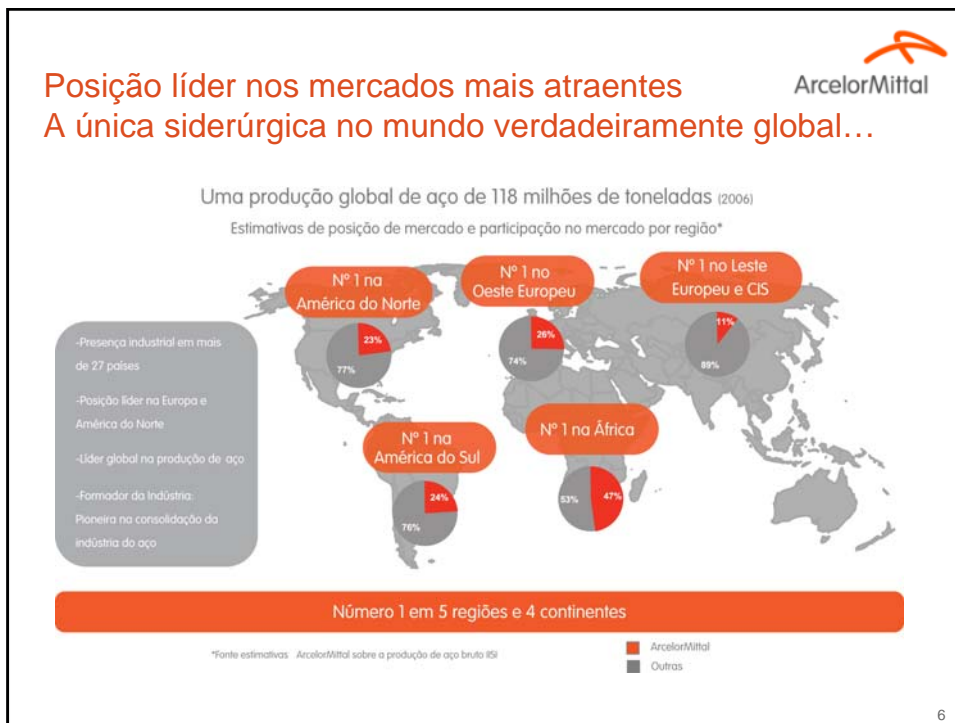 ArcelorMittal
Posição líder nos mercados mais atraentes
A única siderúrgica no mundo verdadeiramente global…
Uma produção global de aço de 118 milhões de toneladas (2006)
Estimativas de posição de mercado e participação no mercado por região*
Nº 1 na
América do Norte
23%
77%
Nº 1 no
Oeste Europeu
26%
74%
Nº 1 no Leste
Europeu e CIS
11%
89%
-Presença industrial em mais
de 27 países
-Posição líder na Europa e
América do Norte
-Líder global na produção de aço
-Formador da Indústria:
Pioneira na consolidação da
indústria do aço
Nº 1 na
América do Sul
24%
76%
Nº 1 na África
53%
47%
Número 1 em 5 regiões e 4 continentes
*Fonte estimativas: ArcelorMittal sobre a produção de aço bruto IISI
ArcelorMittal
Outras
6